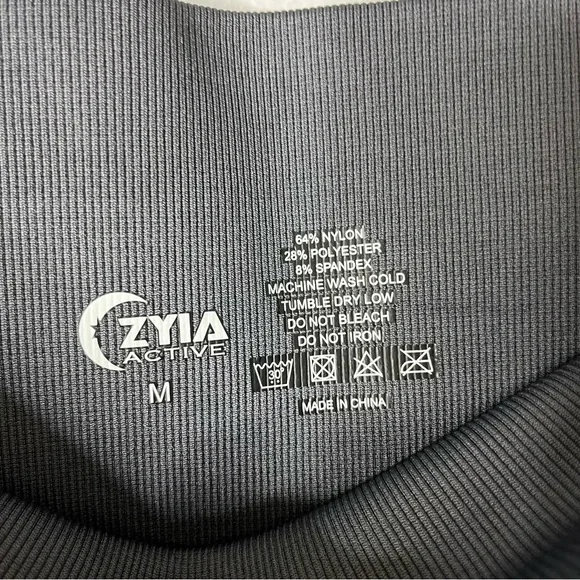 ZYIA
ACTIVE
M
64% NYLON
28% POLYESTER
8% SPANDEX
MACHINE WASH COLD
TUMBLE DRY LOW
DO NOT BLEACH
DO NOT IRON
30°
MADE IN CHINA